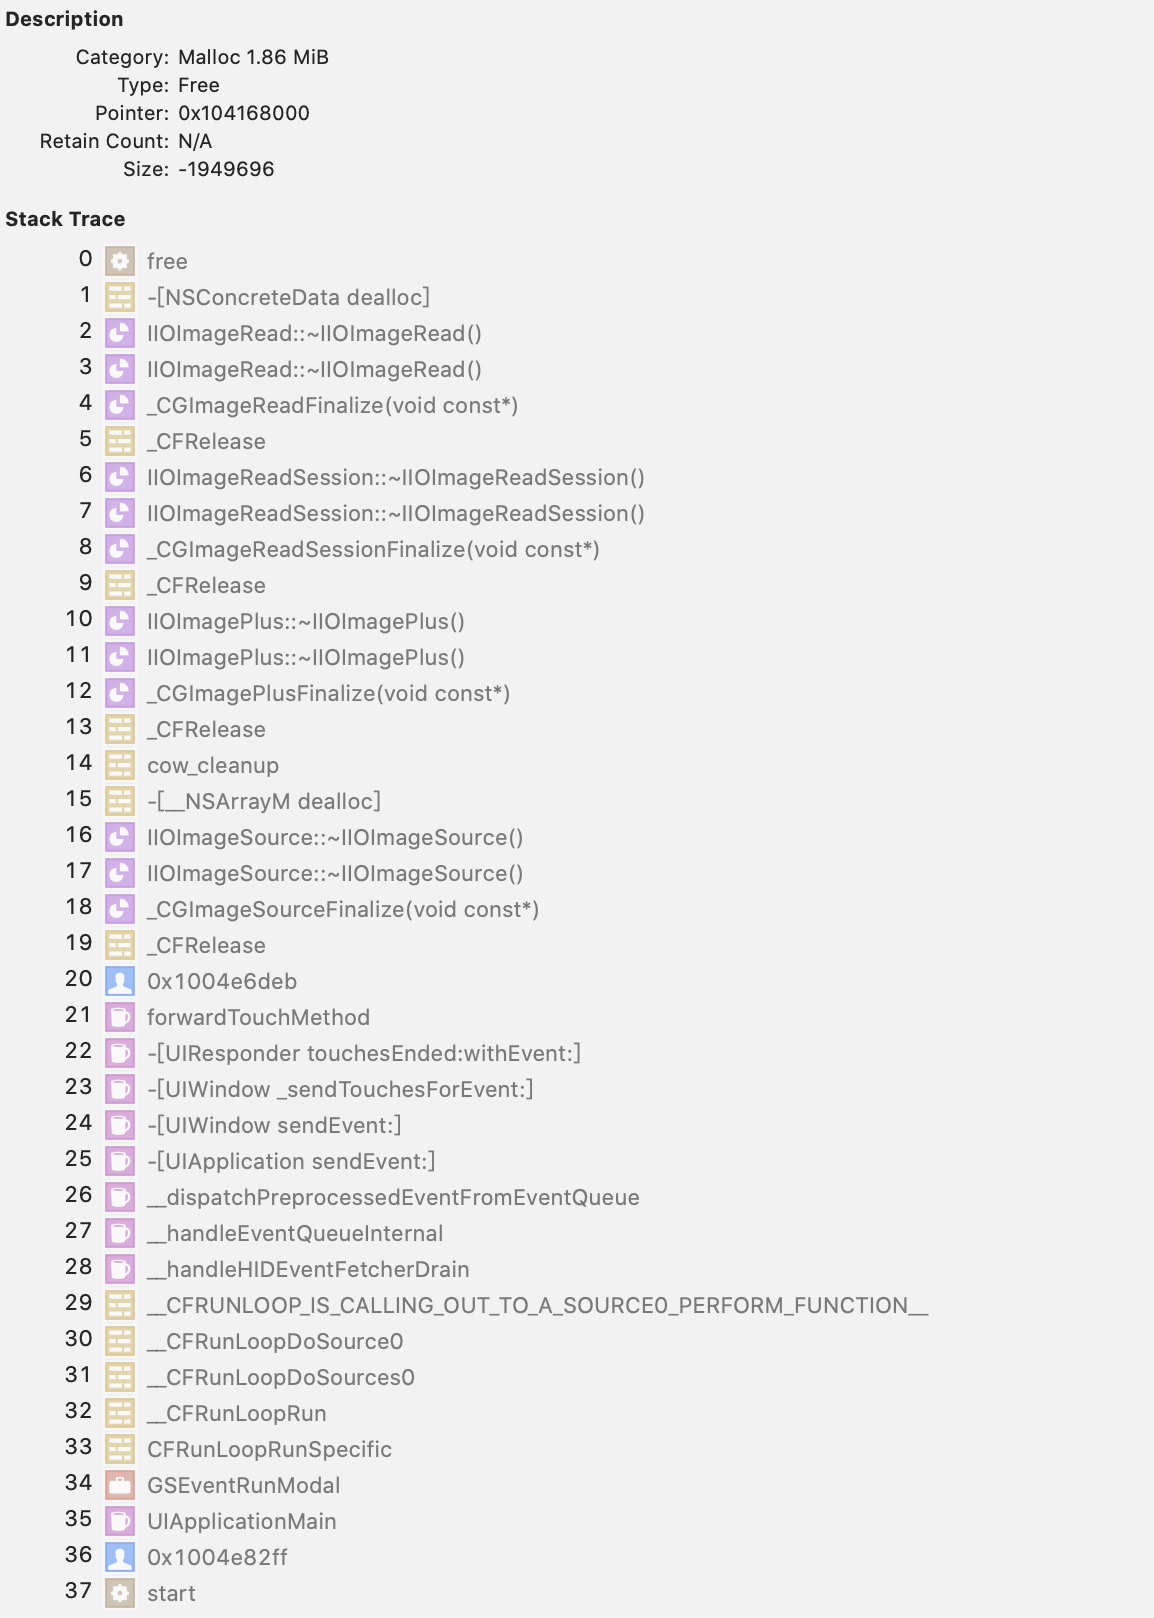 Description
Category: Malloc 1.86 MiB
Type: Free
Pointer: 0x104168000
Retain Count: N/A
Size: -1949696
Stack Trace
0 free
1 -[NSConcreteData dealloc]
2 IIOImageRead::~IIOImageRead()
3 IIOImageRead::~IIOImageRead()
4 _CGImageReadFinalize(void const*)
5 _CFRelease
6 IIOImageReadSession::~IIOImageReadSession()
7 IIOImageReadSession::~IIOImageReadSession()
8 _CGImageReadSessionFinalize(void const*)
9 _CFRelease
10 IIOImagePlus::~IIOImagePlus()
11 IIOImagePlus::~IIOImagePlus()
12 _CGImagePlusFinalize(void const*)
13 _CFRelease
14 cow_cleanup
15 -[__NSArrayM dealloc]
16 IIOImageSource::~IIOImageSource()
17 IIOImageSource::~IIOImageSource()
18 _CGImageSourceFinalize(void const*)
19 _CFRelease
20 0x1004e6deb
21 forwardTouchMethod
22 -[UIResponder touchesEnded:withEvent:]
23 -[UIWindow _sendTouchesForEvent:]
24 -[UIWindow sendEvent:]
25 -[UIApplication sendEvent:]
26 __dispatchPreprocessedEventFromEventQueue
27 __handleEventQueueInternal
28 __handleHIDEventFetcherDrain
29 __CFRUNLOOP_IS_CALLING_OUT_TO_A_SOURCE0_PERFORM_FUNCTION__
30 __CFRunLoopDoSource0
31 __CFRunLoopDoSources0
32 __CFRunLoopRun
33 CFRunLoopRunSpecific
34 GSEventRunModal
35 UIApplicationMain
36 0x1004e82ff
37 start